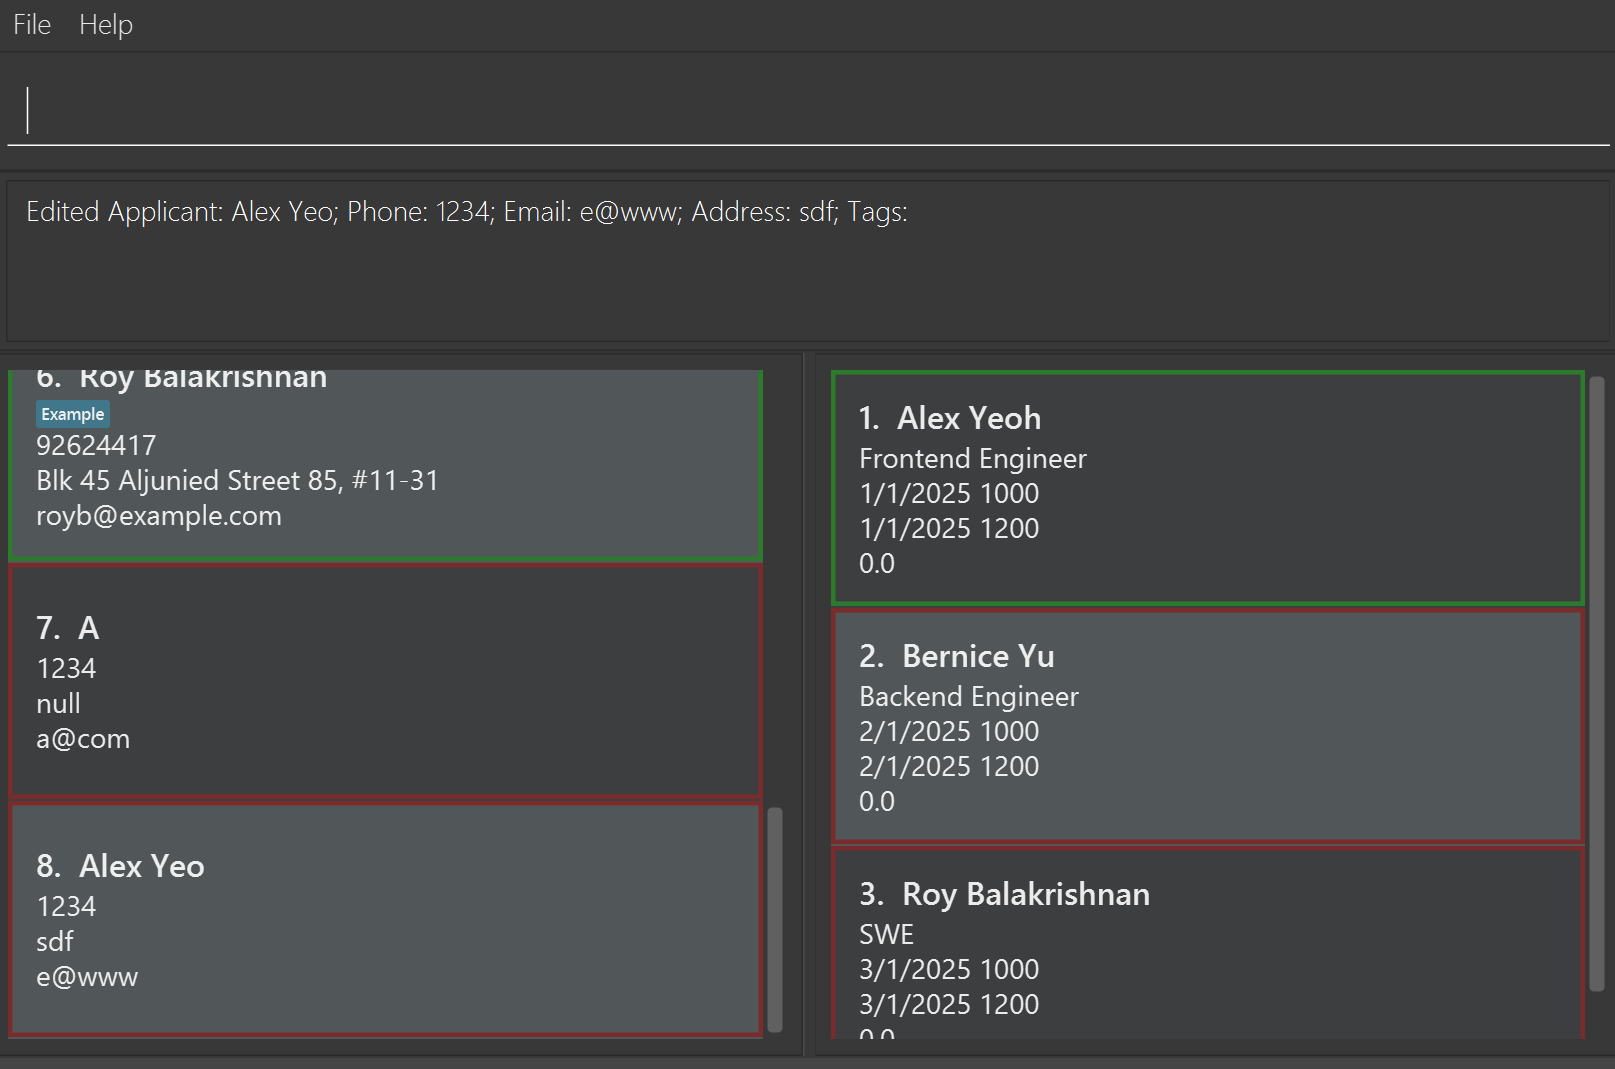 File Help
Edited Applicant: Alex Yeo; Phone: 1234; Email: e@www; Address: sdf; Tags:
6. Roy Balakrishnan
Example
92624417
Blk 45 Aljunied Street 85, #11-31
royb@example.com
7. A
1234
null
a@com
8. Alex Yeo
1234
sdf
e@www
1. Alex Yeoh
Frontend Engineer
1/1/2025 1000
1/1/2025 1200
0.0
2. Bernice Yu
Backend Engineer
2/1/2025 1000
2/1/2025 1200
0.0
3. Roy Balakrishnan
SWE
3/1/2025 1000
3/1/2025 1200
0.0